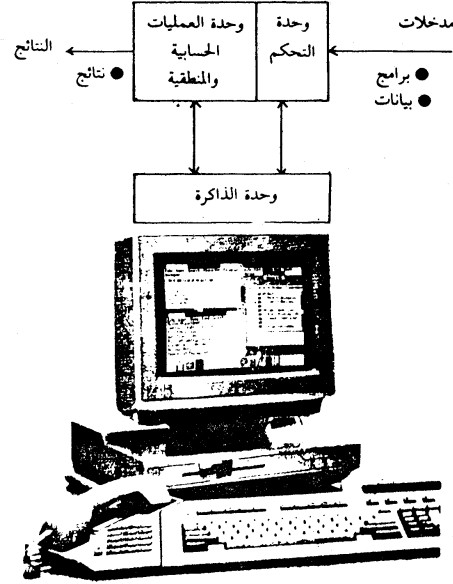 مدخلات
● برامج
● بيانات
وحدة
التحكم
وحدة العمليات
الحسابية
والمنطقية
النتائج
● نتائج
وحدة الذاكرة